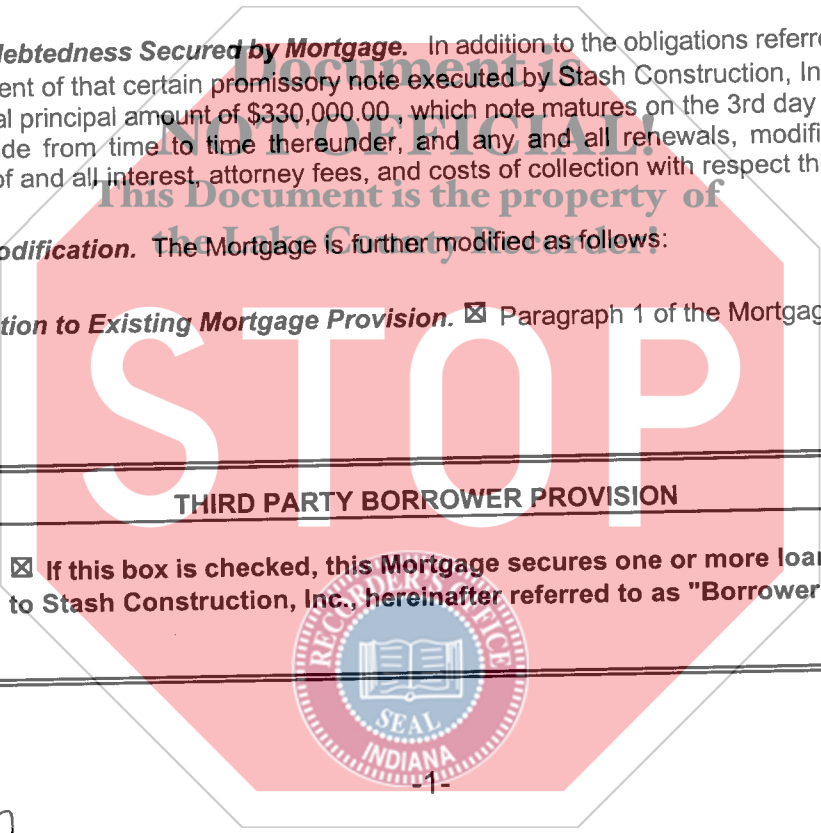 debtedness Secured by Mortgage. In addition to the obligations referre
ent of that certain promissory note executed by Stash Construction, In
al principal amount of $330,000.00 , which note matures on the 3rd day
de from time to time thereunder, and any and all renewals, modifi
of and all interest, attorney fees, and costs of collection with respect th
Document is
NOT OFFICIAL!
This Document is the property of
the Lake County Recorder!
odification. The Mortgage is further modified as follows:
tion to Existing Mortgage Provision. ☒ Paragraph 1 of the Mortgag
STOP
THIRD PARTY BORROWER PROVISION
☒ If this box is checked, this Mortgage secures one or more loan
to Stash Construction, Inc., hereinafter referred to as "Borrower
RECORDER'S OFFICE
SEAL
INDIANA
-1-